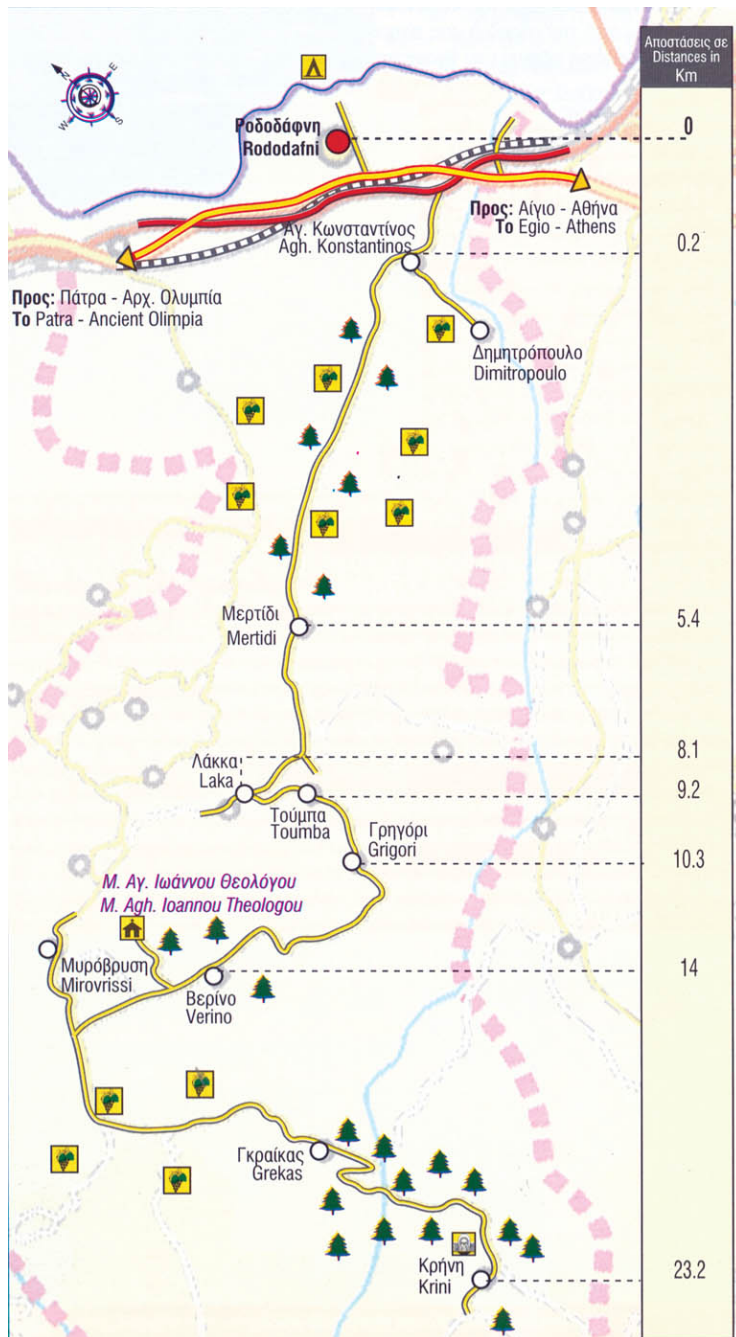 Αποστάσεις σε
Distances in
Km
N
E
W
S
Ροδοδάφνη
Rododafni
0
Προς: Αίγιο - Αθήνα
To Egio - Athens
Αγ. Κωνσταντίνος
Agh. Konstantinos
0.2
Προς: Πάτρα - Αρχ. Ολυμπία
To Patra - Ancient Olimpia
Δημητρόπουλο
Dimitropoulo
Μερτίδι
Mertidi
5.4
8.1
Λάκκα
Laka
9.2
Τούμπα
Toumba
Γρηγόρι
Grigori
10.3
Μ. Αγ. Ιωάννου Θεολόγου
M. Agh. Ioannou Theologou
Μυρόβρυση
Mirovrissi
14
Βερίνο
Verino
Γκραίκας
Grekas
Κρήνη
Krini
23.2